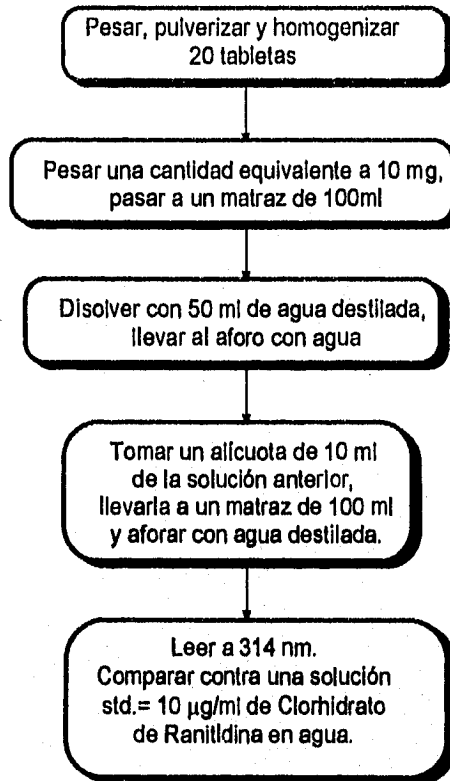 Pesar, pulverizar y homogenizar
20 tabletas
Pesar una cantidad equivalente a 10 mg,
pasar a un matraz de 100ml
Disolver con 50 ml de agua destilada,
llevar al aforo con agua
Tomar un alícuota de 10 ml
de la solución anterior,
llevarla a un matraz de 100 ml
y aforar con agua destilada.
Leer a 314 nm.
Comparar contra una solución
std.= 10 µg/ml de Clorhidrato
de Ranitidina en agua.